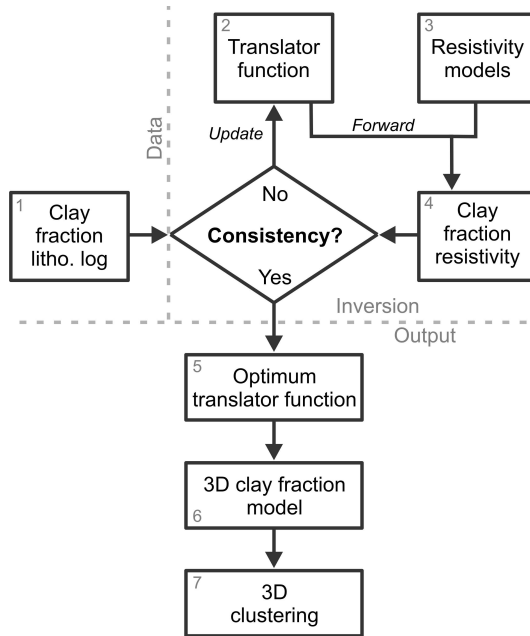 2
Translator
function
3
Resistivity
models
Data
Update
Forward
1
Clay
fraction
litho. log
No
Consistency?
Yes
4
Clay
fraction
resistivity
Inversion
Output
5
Optimum
translator function
3D clay fraction
model
6
7
3D
clustering